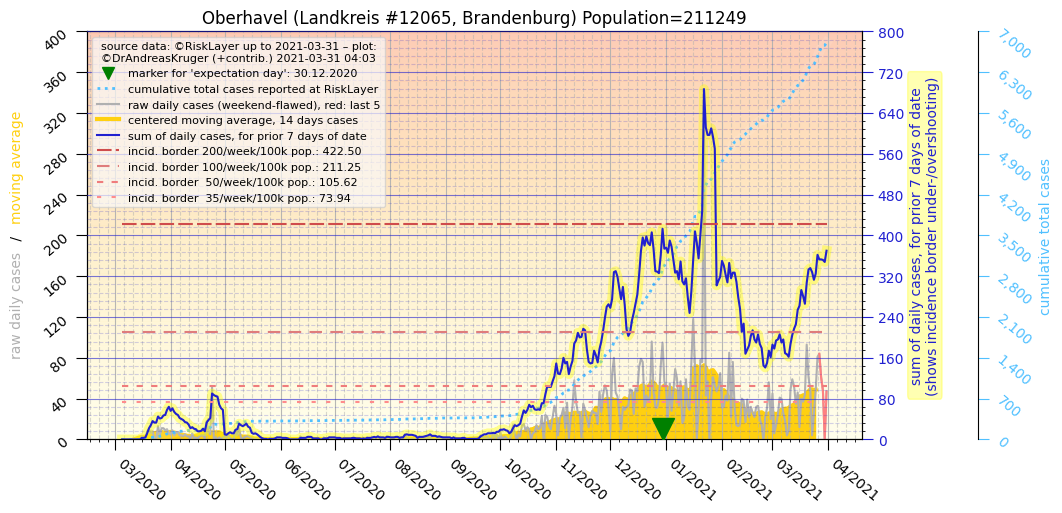 Oberhavel (Landkreis #12065, Brandenburg) Population=211249
source data: ©RiskLayer up to 2021-03-31 – plot:
©DrAndreasKruger (+contrib.) 2021-03-31 04:03
marker for 'expectation day': 30.12.2020
cumulative total cases reported at RiskLayer
raw daily cases (weekend-flawed), red: last 5
centered moving average, 14 days cases
sum of daily cases, for prior 7 days of date
incid. border 200/week/100k pop.: 422.50
incid. border 100/week/100k pop.: 211.25
incid. border  50/week/100k pop.: 105.62
incid. border  35/week/100k pop.: 73.94
raw daily cases / moving average
400
360
320
280
240
200
160
120
80
40
0
03/2020
04/2020
05/2020
06/2020
07/2020
08/2020
09/2020
10/2020
11/2020
12/2020
01/2021
02/2021
03/2021
04/2021
800
720
640
560
480
400
320
240
160
80
0
sum of daily cases, for prior 7 days of date
(shows incidence border under-/overshooting)
7,000
6,300
5,600
4,900
4,200
3,500
2,800
2,100
1,400
700
0
cumulative total cases